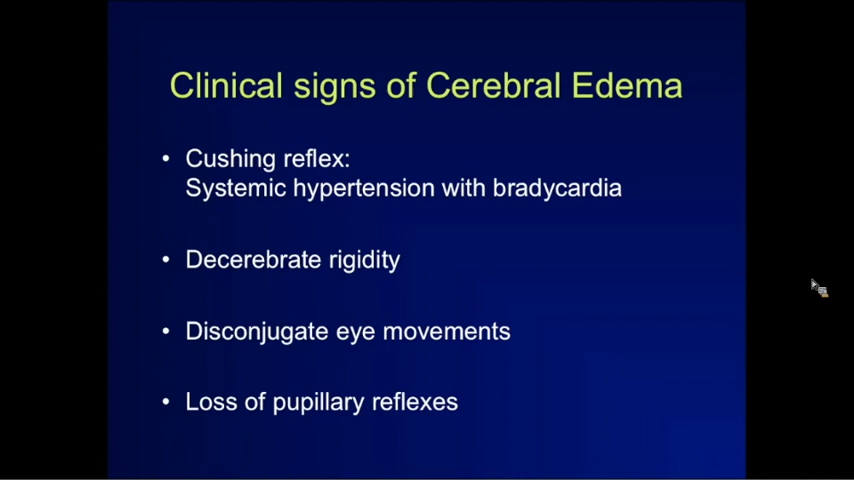 Clinical signs of Cerebral Edema
• Cushing reflex:
Systemic hypertension with bradycardia
• Decerebrate rigidity
• Disconjugate eye movements
• Loss of pupillary reflexes